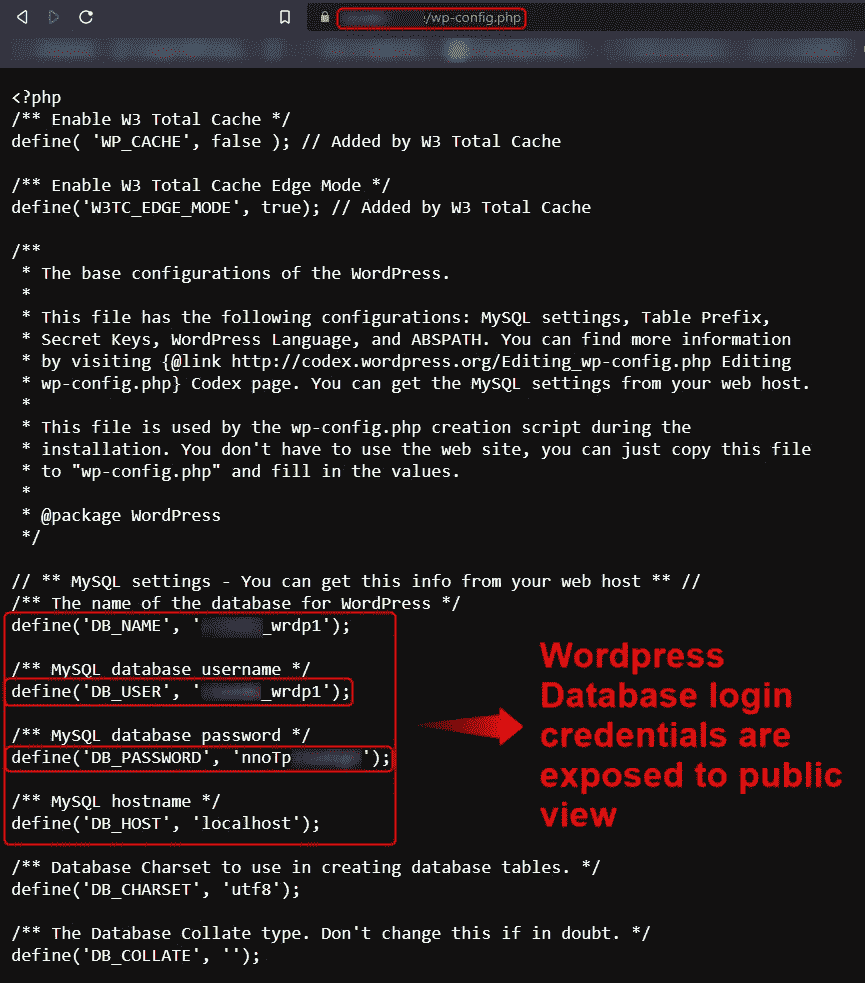 /wp-config.php
<?php
/** Enable W3 Total Cache */
define( 'WP_CACHE', false ); // Added by W3 Total Cache
/** Enable W3 Total Cache Edge Mode */
define('W3TC_EDGE_MODE', true); // Added by W3 Total Cache
/**
* The base configurations of the WordPress.
*
* This file has the following configurations: MySQL settings, Table Prefix,
* Secret Keys, WordPress Language, and ABSPATH. You can find more information
* by visiting {@link http://codex.wordpress.org/Editing_wp-config.php Editing
* wp-config.php} Codex page. You can get the MySQL settings from your web host.
*
* This file is used by the wp-config.php creation script during the
* installation. You don't have to use the web site, you can just copy this file
* to "wp-config.php" and fill in the values.
*
* @package WordPress
*/
// ** MySQL settings - You can get this info from your web host ** //
/** The name of the database for WordPress */
define('DB_NAME', '_wrdp1');
/** MySQL database username */
define('DB_USER', '_wrdp1');
/** MySQL database password */
define('DB_PASSWORD', 'nnoTp');
/** MySQL hostname */
define('DB_HOST', 'localhost');
Wordpress
Database login
credentials are
exposed to public
view
/** Database Charset to use in creating database tables. */
define('DB_CHARSET', 'utf8');
/** The Database Collate type. Don't change this if in doubt. */
define('DB_COLLATE', '');